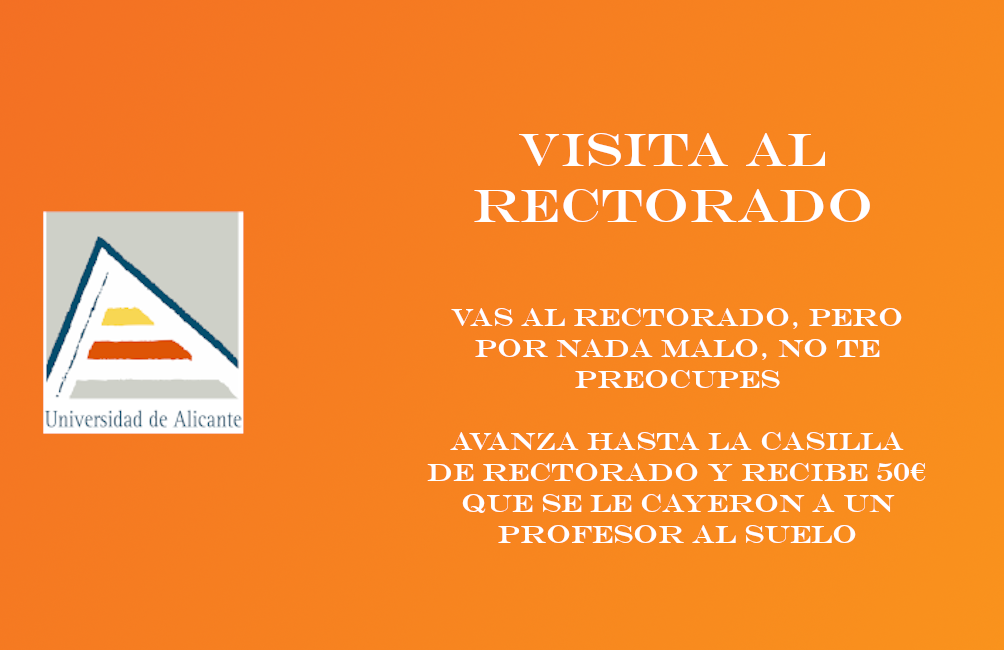 VISITA AL
RECTORADO
VAS AL RECTORADO, PERO
POR NADA MALO, NO TE
PREOCUPES
AVANZA HASTA LA CASILLA
DE RECTORADO Y RECIBE 50€
QUE SE LE CAYERON A UN
PROFESOR AL SUELO
Universidad de Alicante